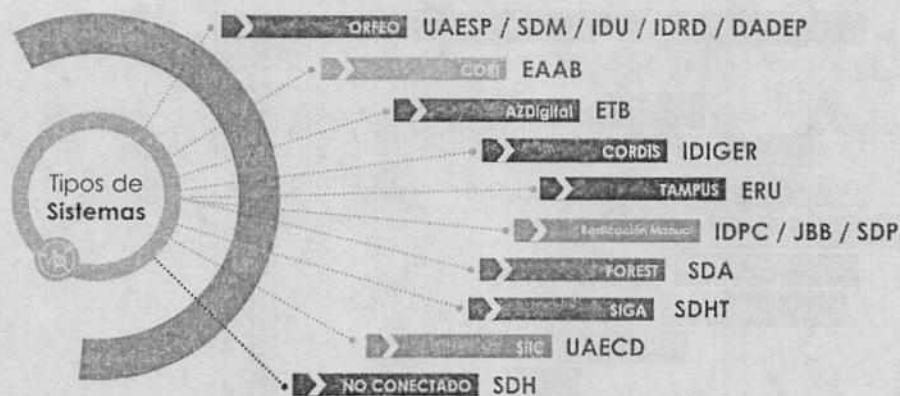 ORFEO UAESP / SDM / IDU / IDRD / DADEP
CORI EAAB
AZDigital ETB
CORDIS IDIGER
TAMPUS ERU
Tipos de
Sistemas
Radicación Manual IDPC / JBB / SDP
FOREST SDA
SIGA SDHT
SIIC UAECD
NO CONECTADO SDH